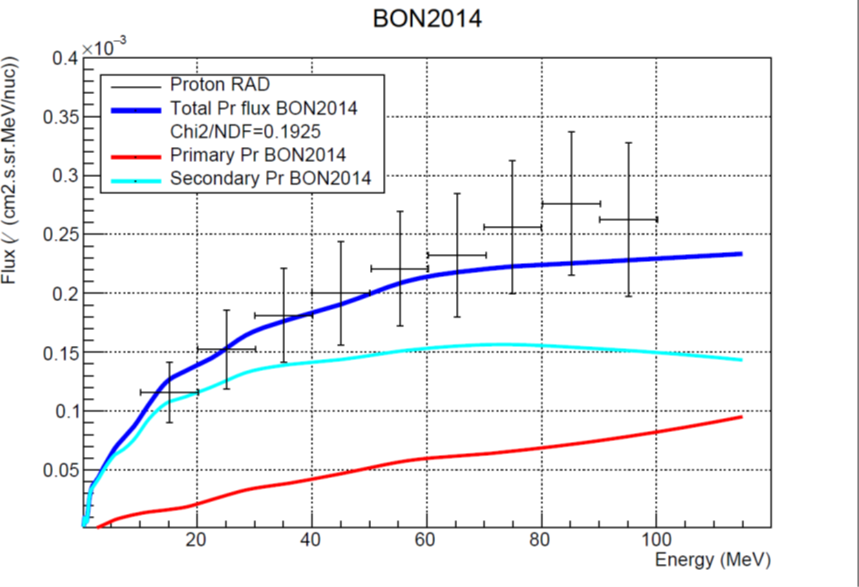 BON2014
×10⁻³
Flux (/ (cm2.s.sr.MeV/nuc))
0.4
0.35
0.3
0.25
0.2
0.15
0.1
0.05
Proton RAD
Total Pr flux BON2014
Chi2/NDF=0.1925
Primary Pr BON2014
Secondary Pr BON2014
20 40 60 80 100
Energy (MeV)